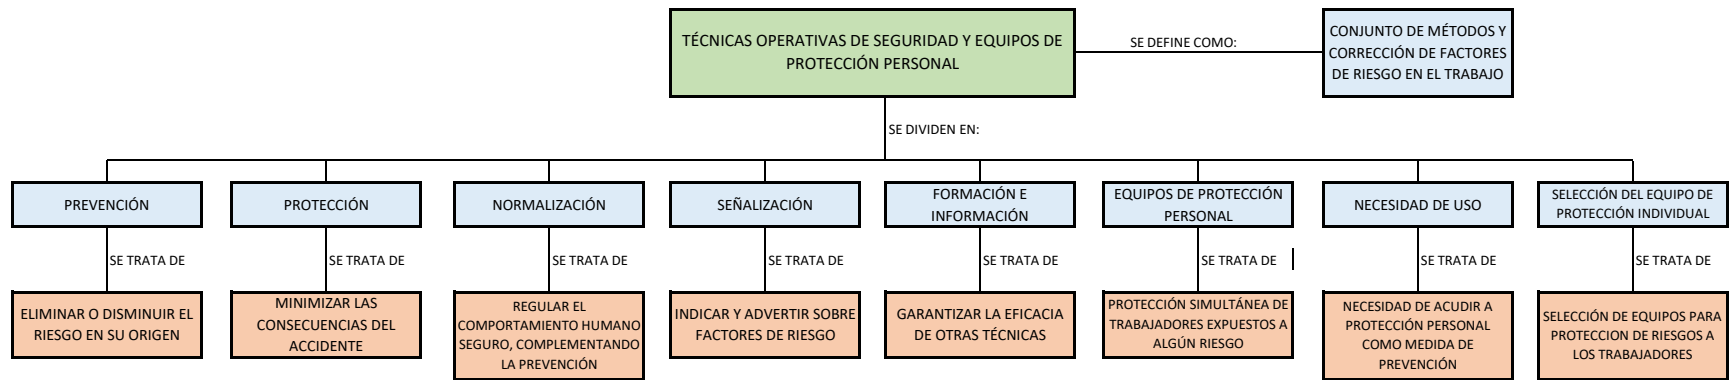 TÉCNICAS OPERATIVAS DE SEGURIDAD Y EQUIPOS DE
PROTECCIÓN PERSONAL
SE DEFINE COMO:
CONJUNTO DE MÉTODOS Y
CORRECCIÓN DE FACTORES
DE RIESGO EN EL TRABAJO
SE DIVIDEN EN:
PREVENCIÓN
PROTECCIÓN
NORMALIZACIÓN
SEÑALIZACIÓN
FORMACIÓN E
INFORMACIÓN
EQUIPOS DE PROTECCIÓN
PERSONAL
NECESIDAD DE USO
SELECCIÓN DEL EQUIPO DE
PROTECCIÓN INDIVIDUAL
SE TRATA DE
SE TRATA DE
SE TRATA DE
SE TRATA DE
SE TRATA DE
SE TRATA DE
SE TRATA DE
SE TRATA DE
ELIMINAR O DISMINUIR EL
RIESGO EN SU ORIGEN
MINIMIZAR LAS
CONSECUENCIAS DEL
ACCIDENTE
REGULAR EL
COMPORTAMIENTO HUMANO
SEGURO, COMPLEMENTANDO
LA PREVENCIÓN
INDICAR Y ADVERTIR SOBRE
FACTORES DE RIESGO
GARANTIZAR LA EFICACIA
DE OTRAS TÉCNICAS
PROTECCIÓN SIMULTÁNEA DE
TRABAJADORES EXPUESTOS A
ALGÚN RIESGO
NECESIDAD DE ACUDIR A
PROTECCIÓN PERSONAL
COMO MEDIDA DE
PREVENCIÓN
SELECCIÓN DE EQUIPOS PARA
PROTECCION DE RIESGOS A
LOS TRABAJADORES